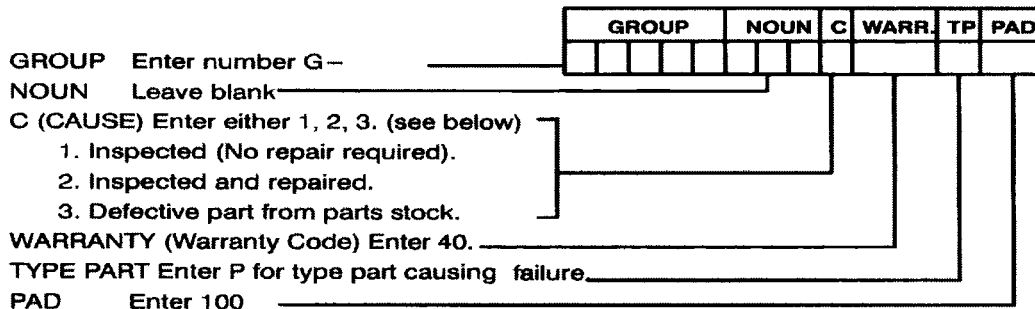 GROUP NOUN C WARR. TP PAD
GROUP Enter number G–
NOUN Leave blank
C (CAUSE) Enter either 1, 2, 3. (see below)
1. Inspected (No repair required).
2. Inspected and repaired.
3. Defective part from parts stock.
WARRANTY (Warranty Code) Enter 40.
TYPE PART Enter P for type part causing failure.
PAD Enter 100